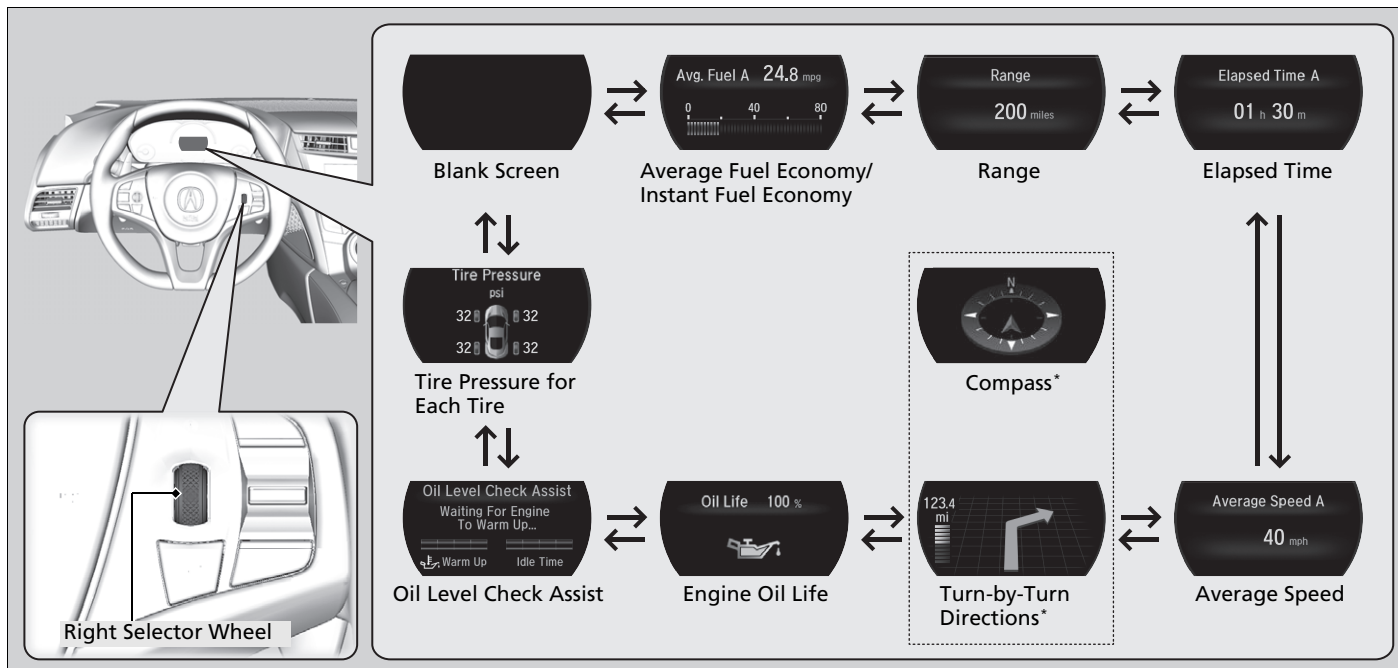 Avg. Fuel A 24.8 mpg
0 40 80
Range
200 miles
Elapsed Time A
01 h 30 m
Blank Screen
Average Fuel Economy/
Instant Fuel Economy
Range
Elapsed Time
Tire Pressure
psi
32 32
32 32
Tire Pressure for
Each Tire
N
Compass*
Oil Level Check Assist
Waiting For Engine
To Warm Up...
Warm Up Idle Time
Oil Life 100 %
123.4
mi
Average Speed A
40 mph
Oil Level Check Assist
Engine Oil Life
Turn-by-Turn
Directions*
Average Speed
Right Selector Wheel